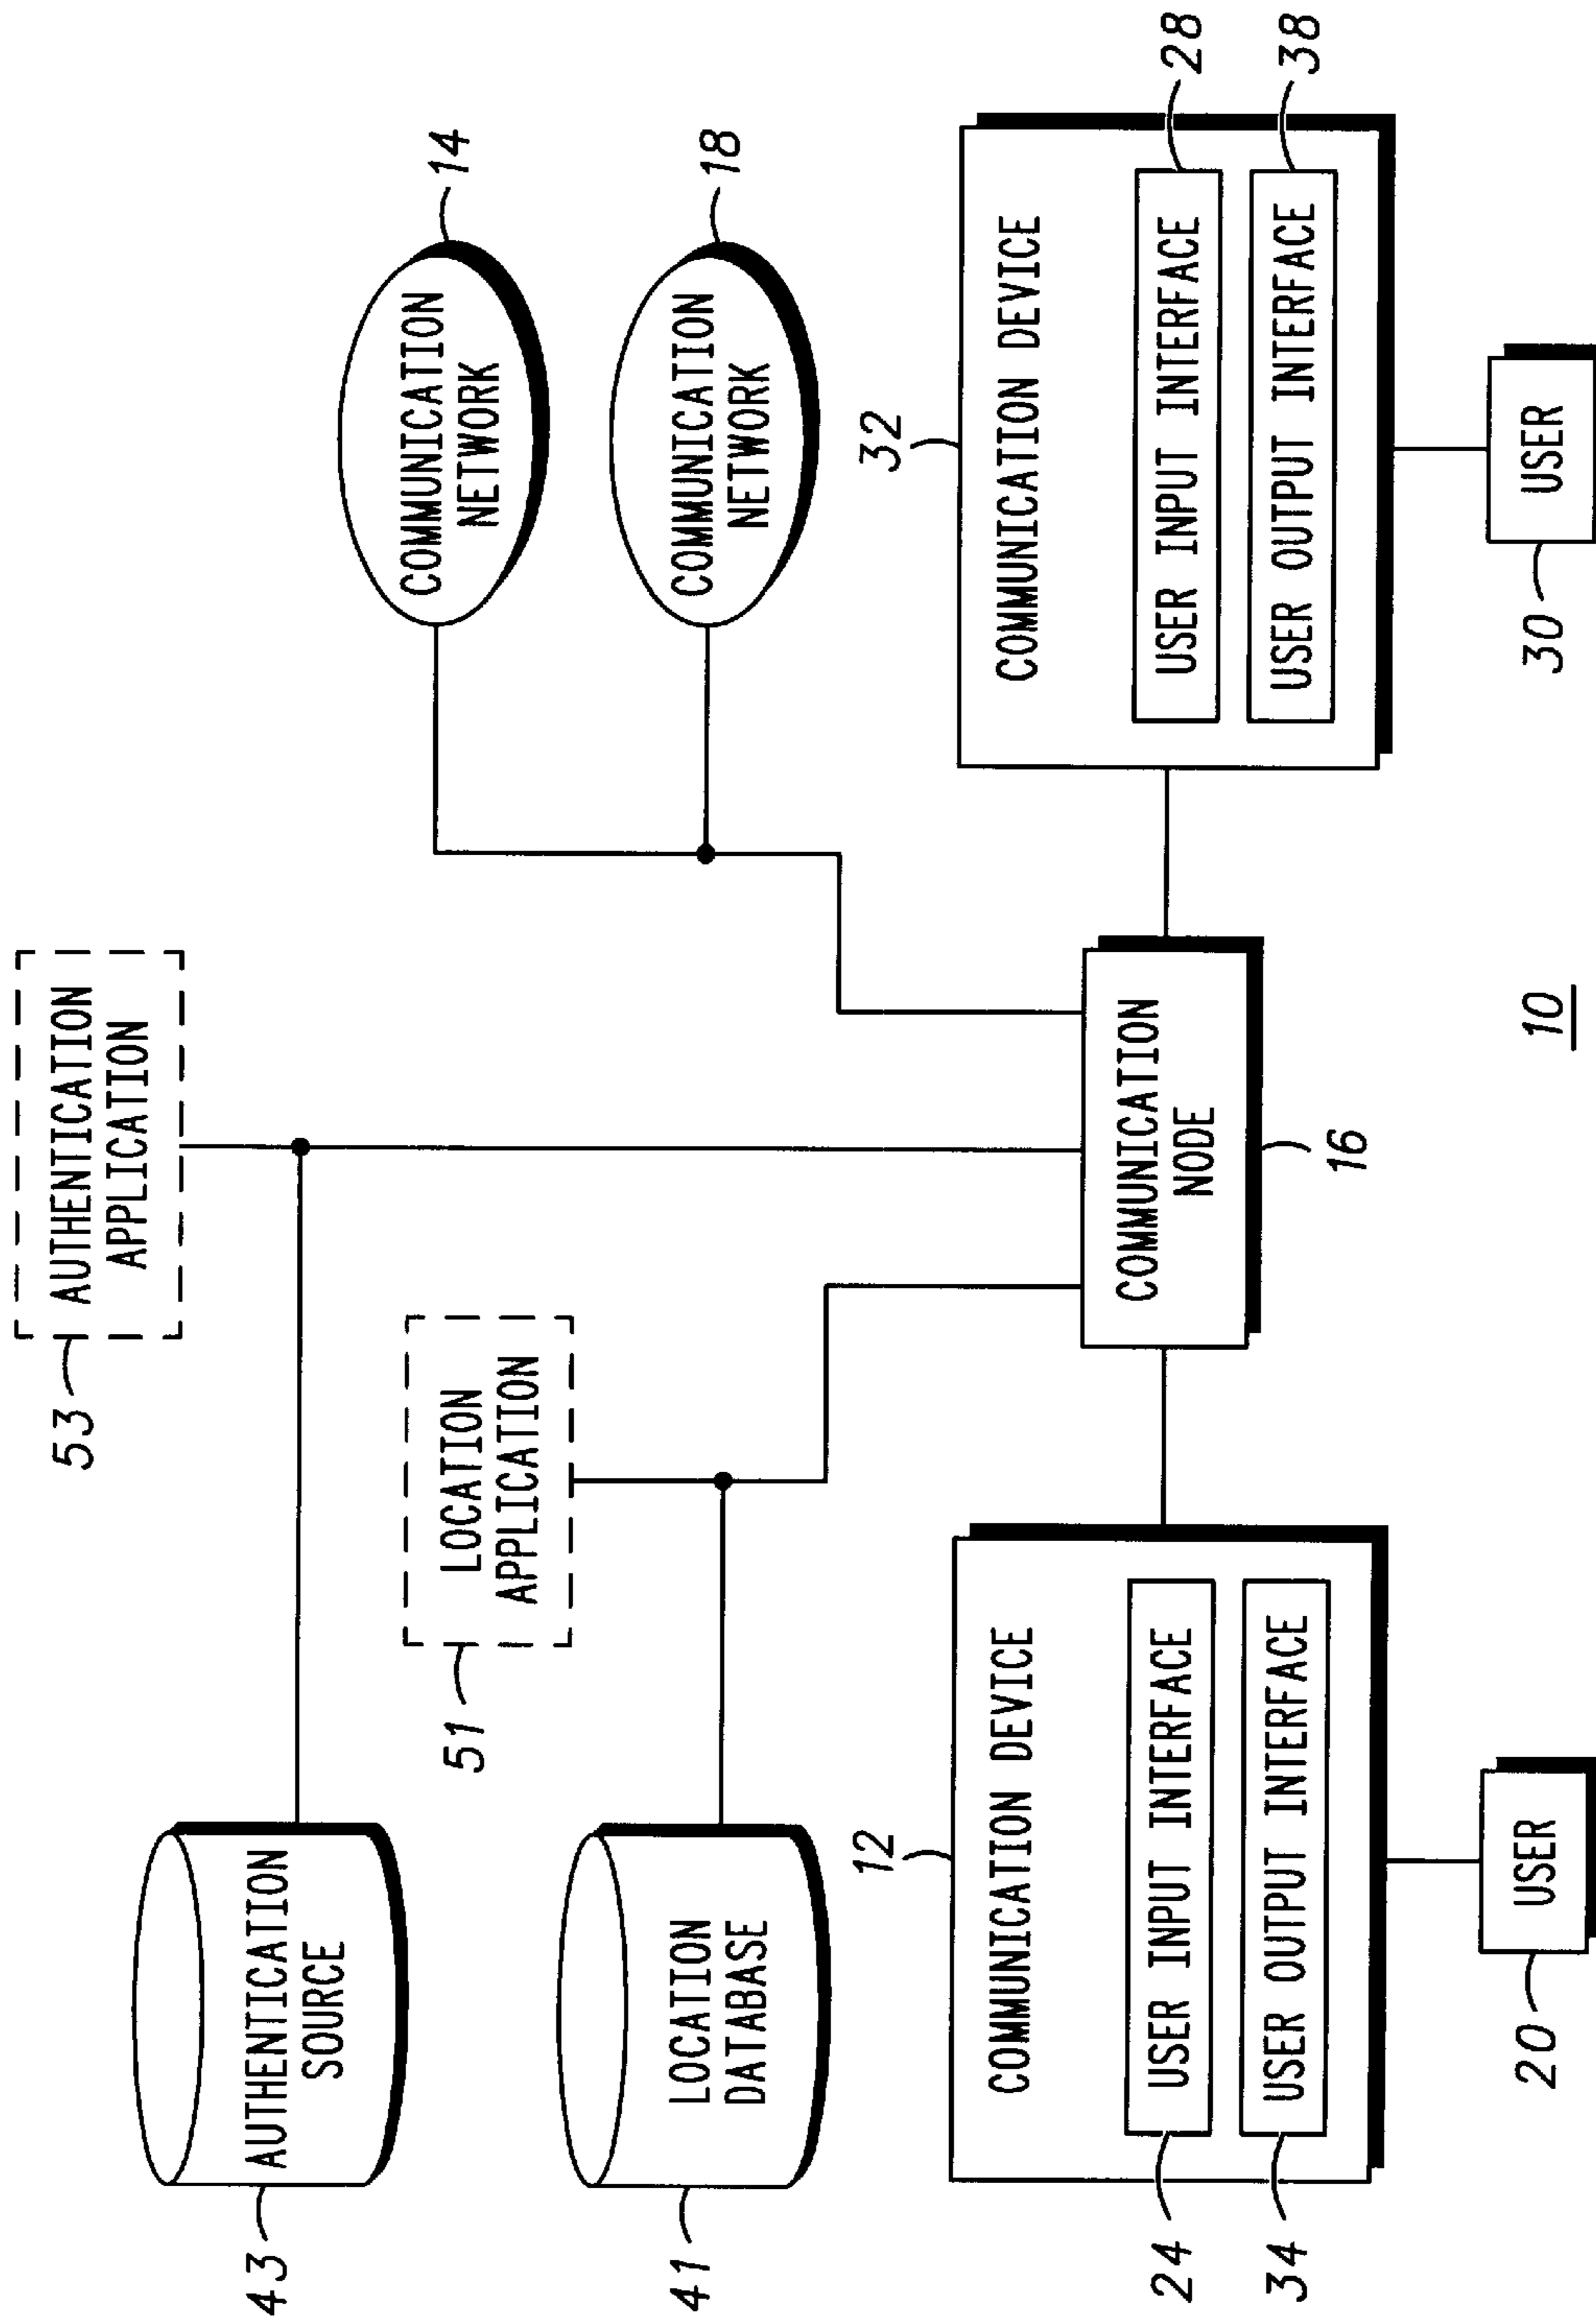 53
AUTHENTICATION
APPLICATION
14
COMMUNICATION
NETWORK
43
AUTHENTICATION
SOURCE
51
LOCATION
APPLICATION
18
COMMUNICATION
NETWORK
41
LOCATION
DATABASE
12
COMMUNICATION DEVICE
24
USER INPUT INTERFACE
34
USER OUTPUT INTERFACE
20
USER
COMMUNICATION
NODE
16
32
COMMUNICATION DEVICE
USER INPUT INTERFACE
28
USER OUTPUT INTERFACE
38
30
USER
10